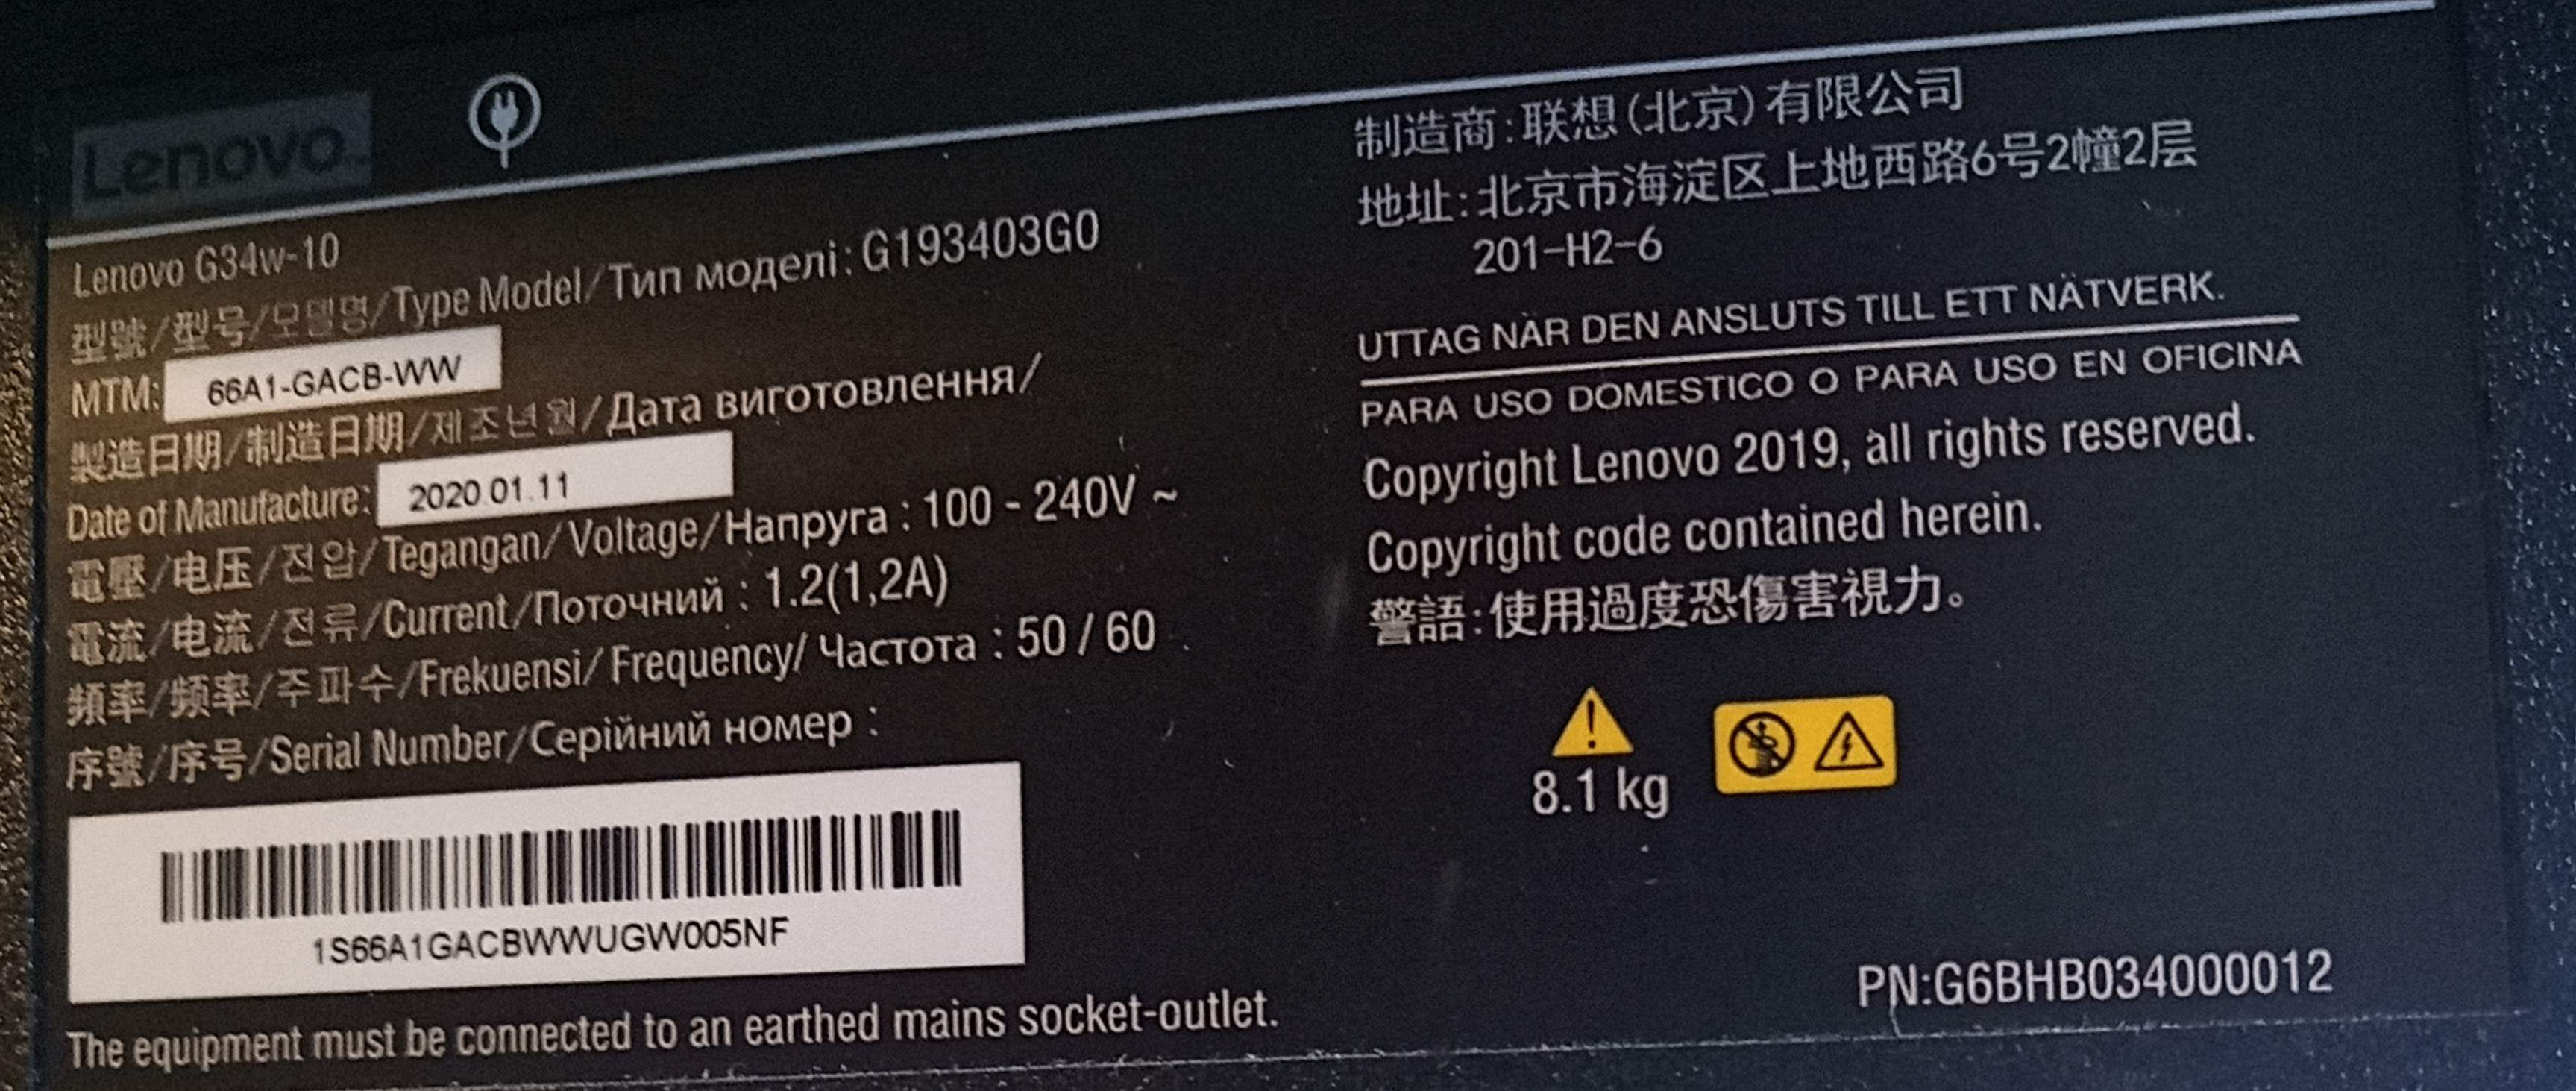 Lenovo
Lenovo G34w-10
型號/型号/모델명/Type Model/Тип моделі: G193403G0
MTM: 66A1-GACB-WW
製造日期/制造日期/제조년월/Дата виготовлення/
Date of Manufacture: 2020.01.11
電壓/电压/전압/Tegangan/Voltage/Напруга : 100 - 240V ~
電流/电流/전류/Current/Поточний : 1.2(1,2A)
頻率/频率/주파수/Frekuensi/ Frequency/ Частота : 50 / 60
序號/序号/Serial Number/Серійний номер :
1S66A1GACBWWUGW005NF
The equipment must be connected to an earthed mains socket-outlet.
制造商:联想(北京)有限公司
地址:北京市海淀区上地西路6号2幢2层
201-H2-6
UTTAG NÄR DEN ANSLUTS TILL ETT NÄTVERK.
PARA USO DOMESTICO O PARA USO EN OFICINA
Copyright Lenovo 2019, all rights reserved.
Copyright code contained herein.
警語:使用過度恐傷害視力。
8.1 kg
PN:G6BHB034000012